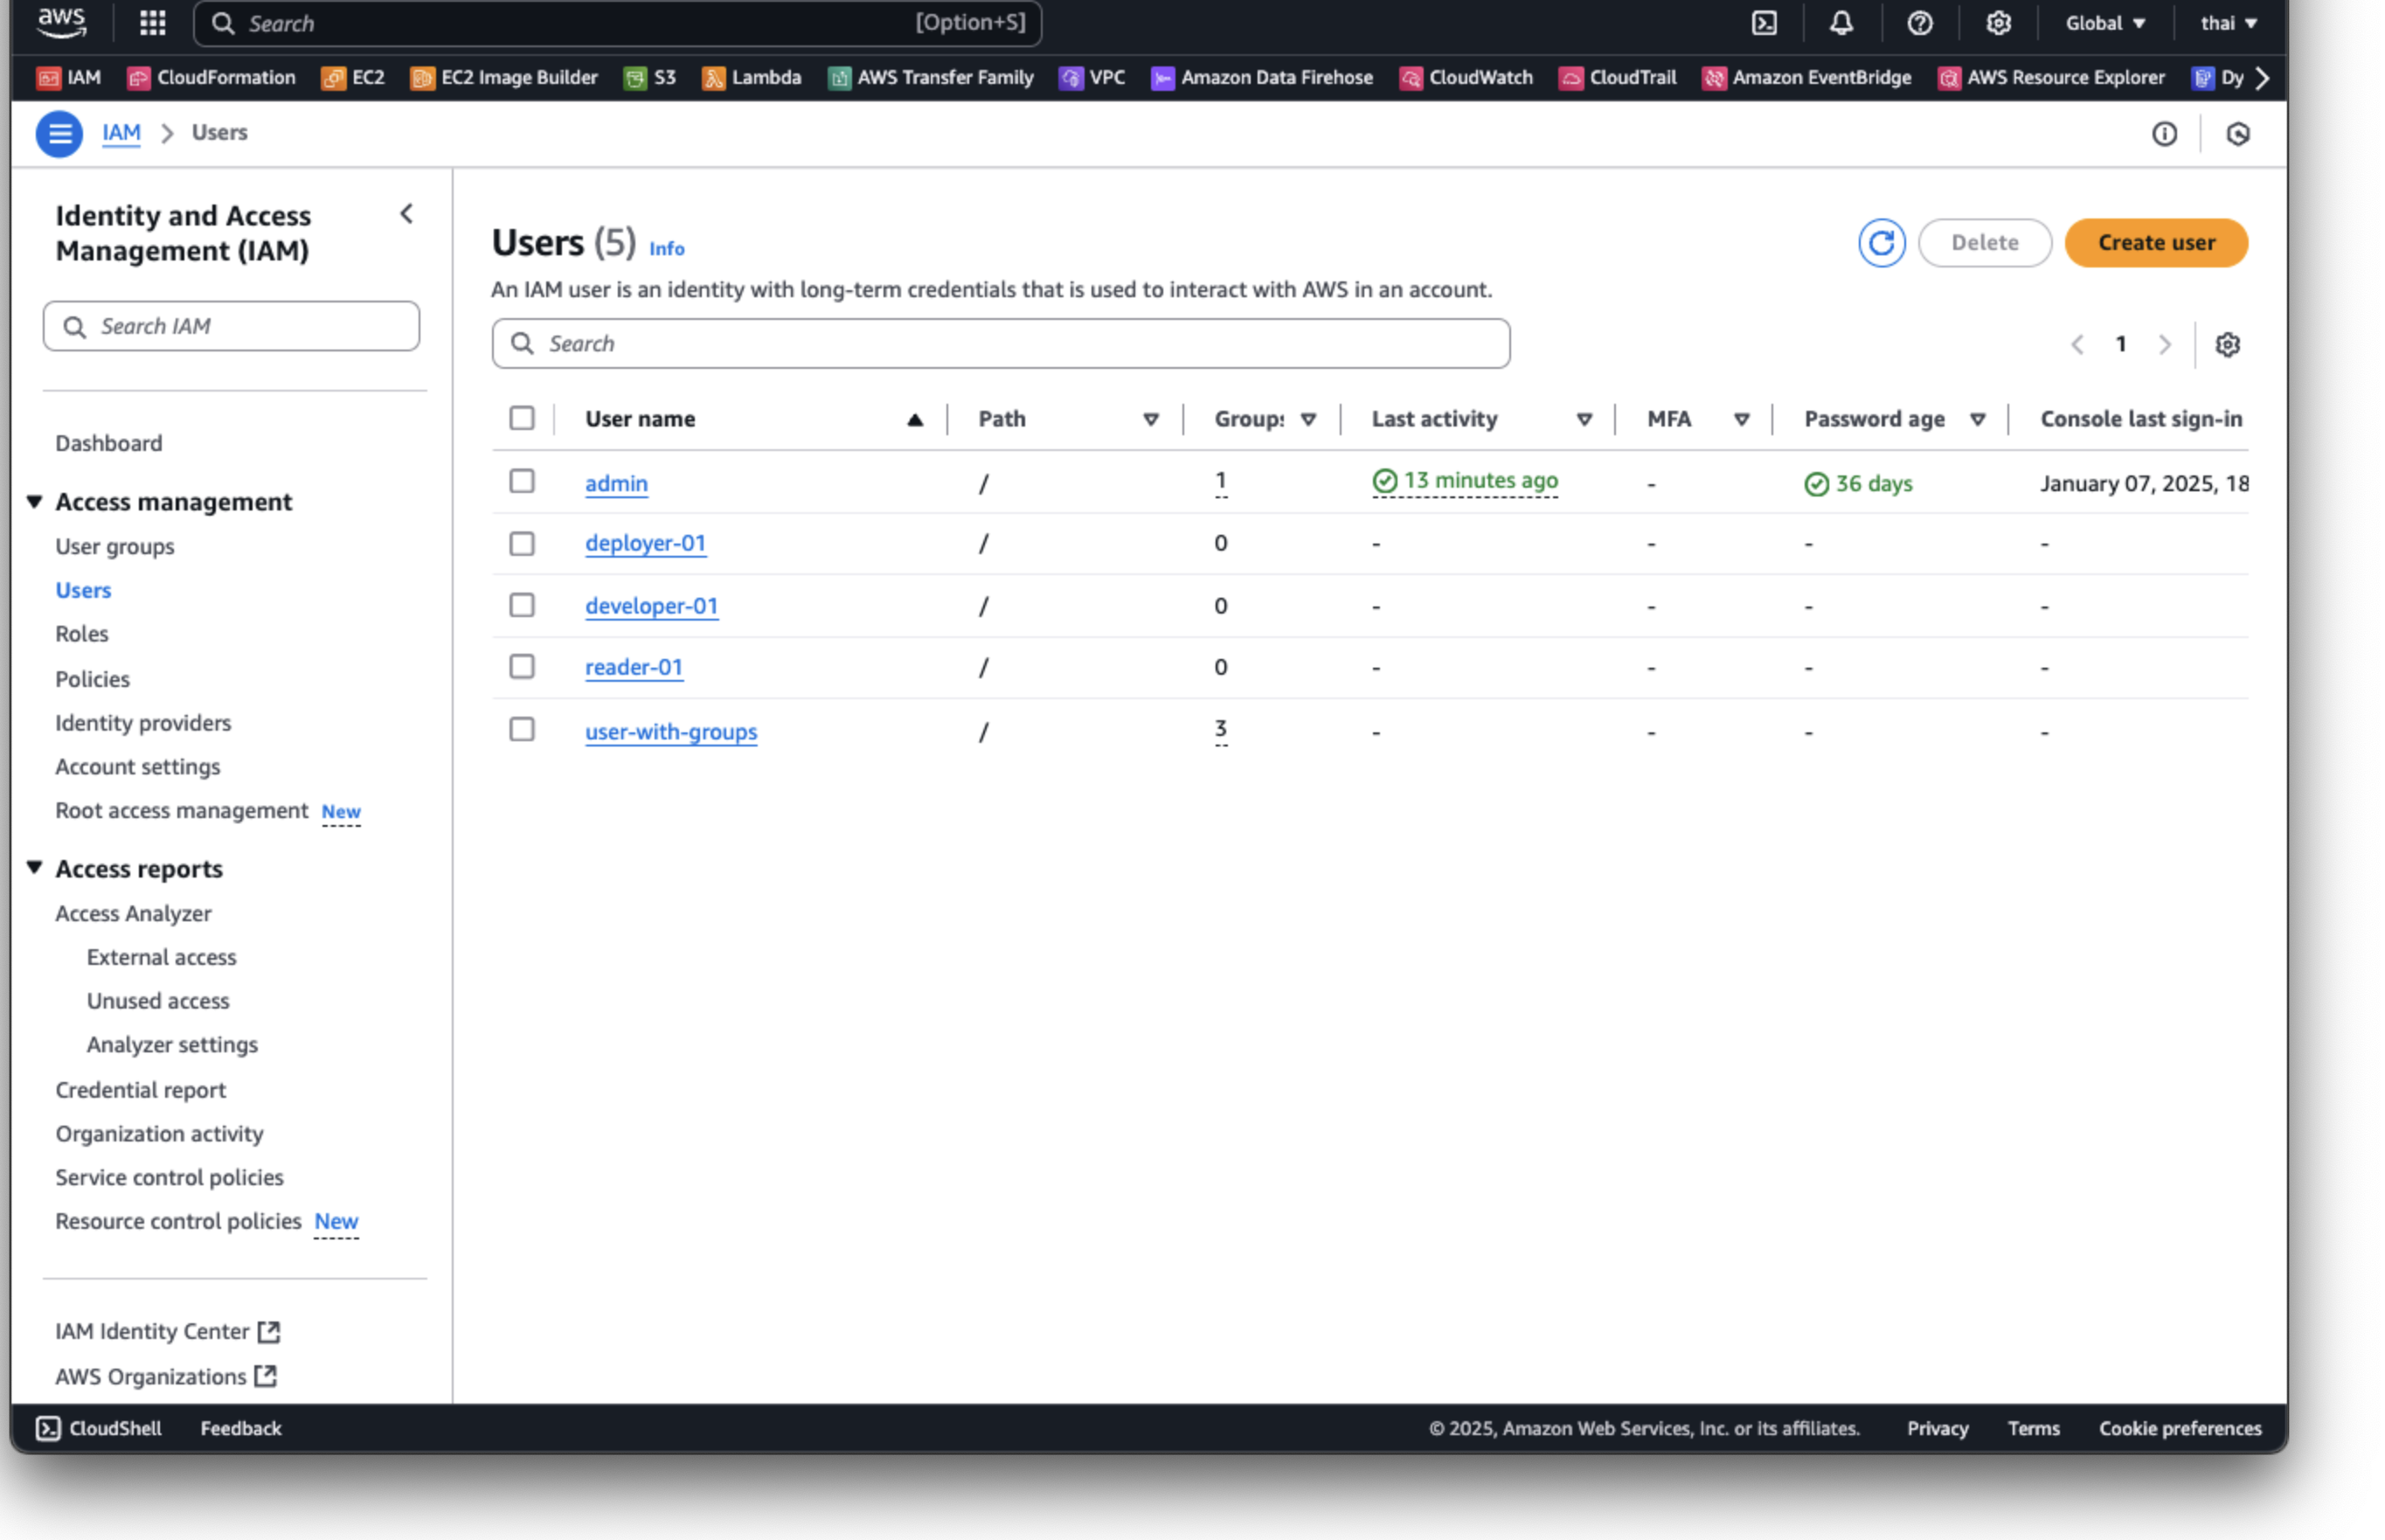 aws Search [Option+S] Global thai
IAM CloudFormation EC2 EC2 Image Builder S3 Lambda AWS Transfer Family VPC Amazon Data Firehose CloudWatch CloudTrail Amazon EventBridge AWS Resource Explorer Dy
IAM > Users
Identity and Access
Management (IAM)
Search IAM
Dashboard
Access management
User groups
Users
Roles
Policies
Identity providers
Account settings
Root access management New
Access reports
Access Analyzer
External access
Unused access
Analyzer settings
Credential report
Organization activity
Service control policies
Resource control policies New
IAM Identity Center
AWS Organizations
Users (5) Info
Delete Create user
An IAM user is an identity with long-term credentials that is used to interact with AWS in an account.
Search
1
User name Path Groups Last activity MFA Password age Console last sign-in
admin / 1 13 minutes ago - 36 days January 07, 2025, 18
deployer-01 / 0 - - - -
developer-01 / 0 - - - -
reader-01 / 0 - - - -
user-with-groups / 3 - - - -
CloudShell Feedback © 2025, Amazon Web Services, Inc. or its affiliates. Privacy Terms Cookie preferences